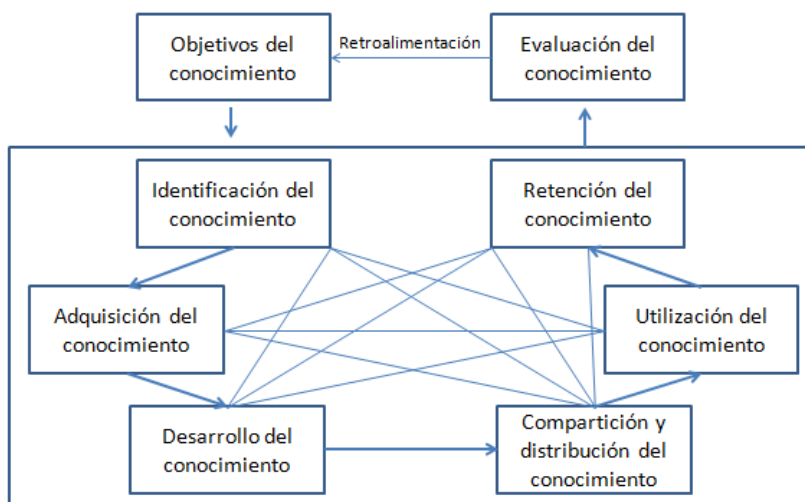 Objetivos del
conocimiento
Retroalimentación
Evaluación del
conocimiento
Identificación del
conocimiento
Retención del
conocimiento
Adquisición del
conocimiento
Utilización del
conocimiento
Desarrollo del
conocimiento
Compartición y
distribución del
conocimiento